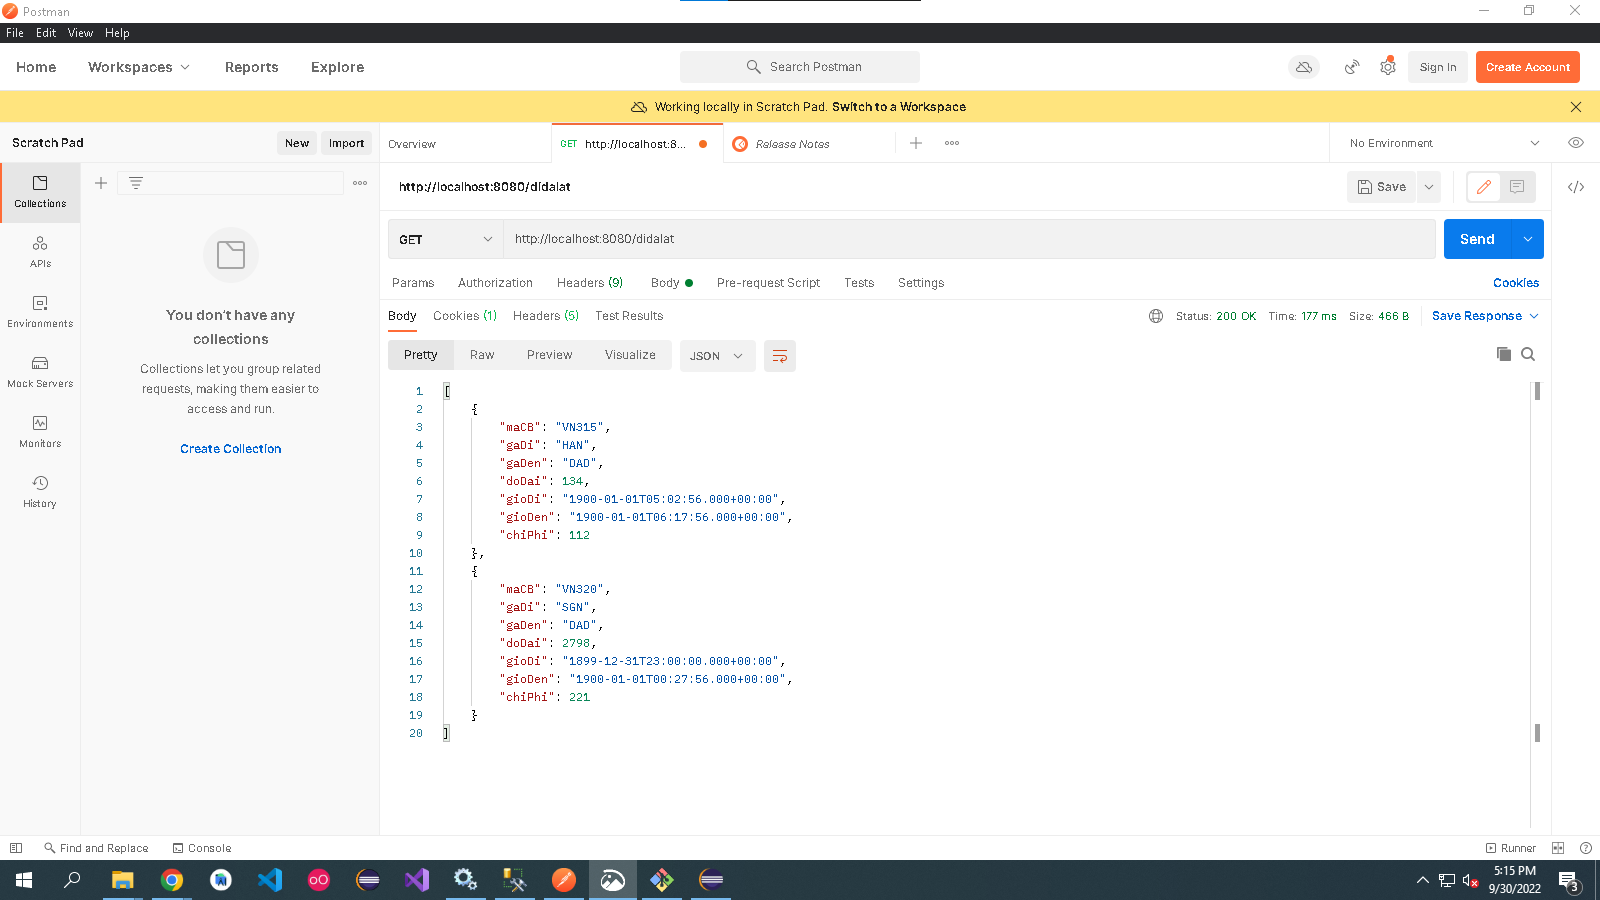 Postman
File Edit View Help
Home Workspaces Reports Explore Search Postman Sign In Create Account
Working locally in Scratch Pad. Switch to a Workspace
Scratch Pad New Import Overview GET http://localhost:8... Release Notes No Environment
http://localhost:8080/didalat Save
GET http://localhost:8080/didalat Send
Params Authorization Headers (9) Body Pre-request Script Tests Settings Cookies
Body Cookies (1) Headers (5) Test Results Status: 200 OK Time: 177 ms Size: 466 B Save Response
Pretty Raw Preview Visualize JSON
Collections
APIs
Environments
Mock Servers
Monitors
History
You don't have any
collections
Collections let you group related
requests, making them easier to
access and run.
Create Collection
1 [
2 {
3 "maCB": "VN315",
4 "gaDi": "HAN",
5 "gaDen": "DAD",
6 "doDai": 134,
7 "gioDi": "1900-01-01T05:02:56.000+00:00",
8 "gioDen": "1900-01-01T06:17:56.000+00:00",
9 "chiPhi": 112
10 },
11 {
12 "maCB": "VN320",
13 "gaDi": "SGN",
14 "gaDen": "DAD",
15 "doDai": 2798,
16 "gioDi": "1899-12-31T23:00:00.000+00:00",
17 "gioDen": "1900-01-01T00:27:56.000+00:00",
18 "chiPhi": 221
19 }
20 ]
Find and Replace Console Runner
5:15 PM
9/30/2022
3